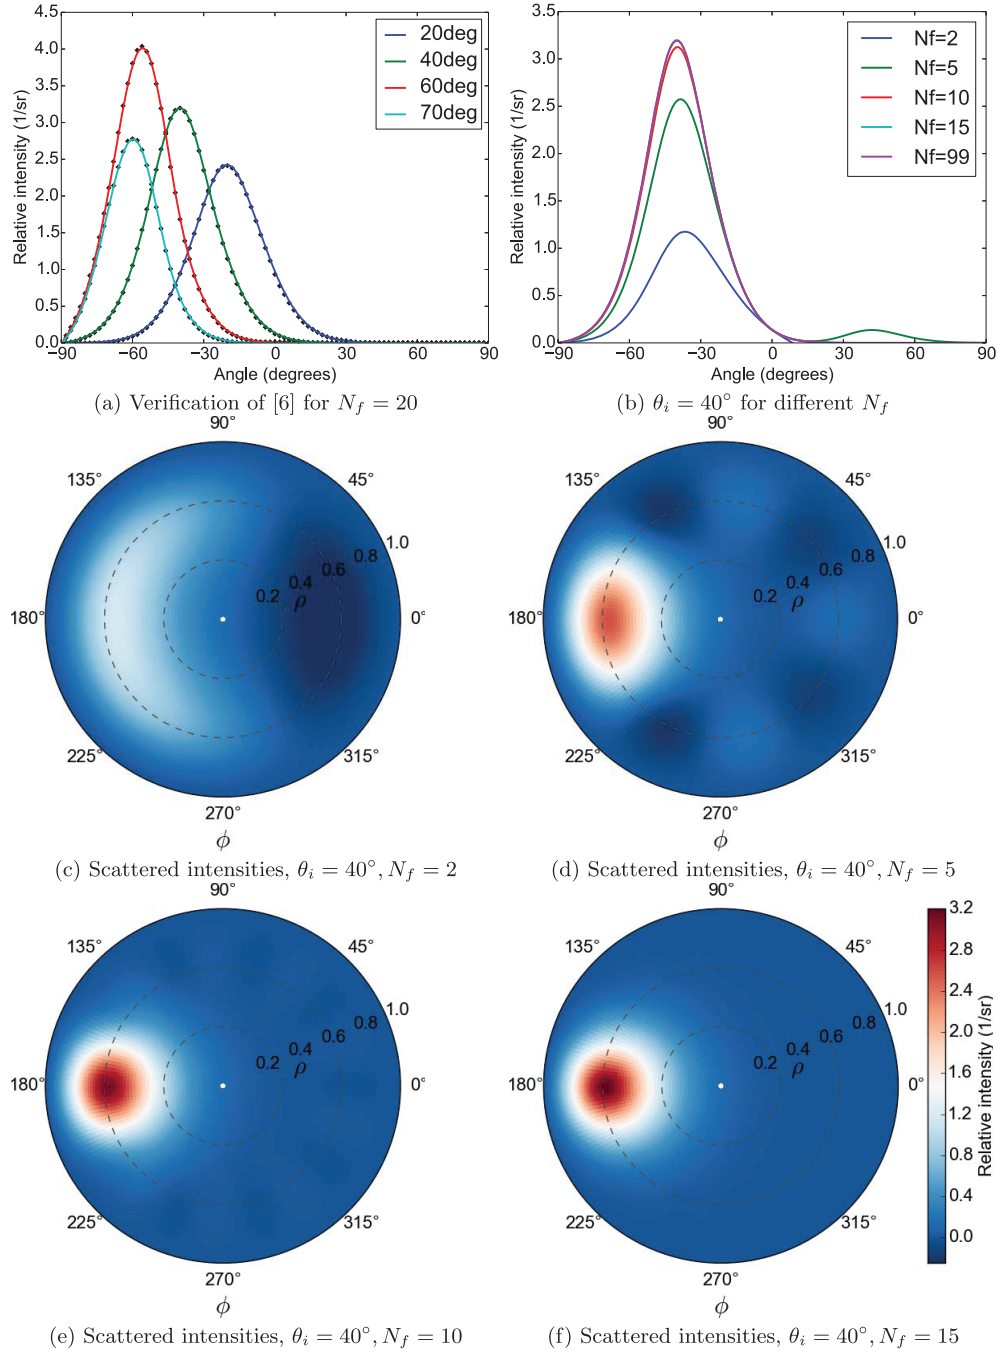 4.5
4.0
3.5
3.0
2.5
2.0
1.5
1.0
0.5
0.0
Relative intensity (1/sr)
20deg
40deg
60deg
70deg
−90 −60 −30 0 30 60 90
Angle (degrees)
(a) Verification of [6] for N_f = 20
3.5
3.0
2.5
2.0
1.5
1.0
0.5
0.0
Relative intensity (1/sr)
Nf=2
Nf=5
Nf=10
Nf=15
Nf=99
−90 −60 −30 0 30 60 90
Angle (degrees)
(b) θ_i = 40° for different N_f
90°
135° 45°
1.0
0.8
0.6
0.4
0.2 ρ
180° 0°
225° 315°
270°
ϕ
(c) Scattered intensities, θ_i = 40°, N_f = 2
90°
135° 45°
1.0
0.8
0.6
0.4
0.2 ρ
180° 0°
225° 315°
270°
ϕ
(d) Scattered intensities, θ_i = 40°, N_f = 5
90°
135° 45°
1.0
0.8
0.6
0.4
0.2 ρ
180° 0°
225° 315°
270°
ϕ
(e) Scattered intensities, θ_i = 40°, N_f = 10
90°
135° 45°
1.0
0.8
0.6
0.4
0.2 ρ
180° 0°
225° 315°
270°
ϕ
(f) Scattered intensities, θ_i = 40°, N_f = 15
3.2
2.8
2.4
2.0
1.6
1.2
0.8
0.4
0.0
Relative intensity (1/sr)